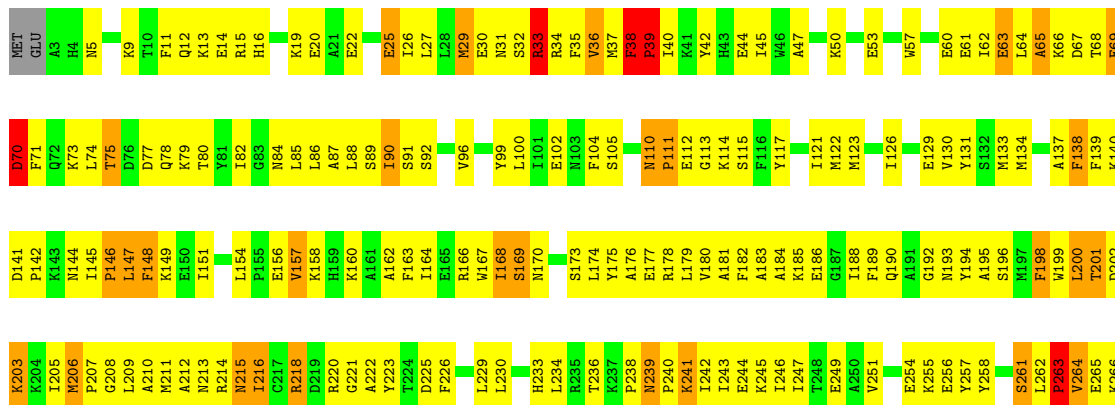 MET GLU A3 H4 N5 K9 T10 F11 Q12 K13 E14 R15 H16 K19 E20 A21 E22 E25 I26 L27 L28 M29 E30 N31 S32 R33 R34 F35 V36 M37 F38 P39 I40 K41 Y42 H43 E44 I45 W46 A47 K50 E53 W57 E60 E61 I62 E63 L64 A65 K66 D67 T68
D70 F71 Q72 K73 L74 T75 D76 D77 Q78 K79 T80 Y81 I82 G83 N84 L85 L86 A87 L88 S89 I90 S91 S92 V96 Y99 L100 I101 E102 N103 F104 S105 N110 P111 E112 G113 K114 S115 F116 Y117 I121 M122 M123 I126 E129 V130 Y131 S132 M133 M134 A137 F138 F139 K140
D141 P142 K143 N144 I145 P146 L147 F148 K149 E150 I151 L154 P155 E156 V157 K158 H159 K160 A161 A162 F163 I164 E165 R166 W167 I168 S169 N170 S173 L174 Y175 A176 E177 R178 L179 V180 A181 F182 A183 A184 K185 E186 G187 I188 F189 Q190 A191 G192 N193 Y194 A195 S196 M197 F198 W199 L200 T201
K203 K204 I205 M206 P207 G208 L209 A210 M211 A212 N213 R214 N215 I216 C217 R218 D219 R220 G221 A222 Y223 T224 D225 F226 L229 L230 H233 L234 R235 T236 K237 P238 N239 P240 K241 I242 I243 E244 K245 I246 I247 T248 E249 A250 V251 E254 K255 E256 Y257 Y258 S261 L262 P263 V264 E265